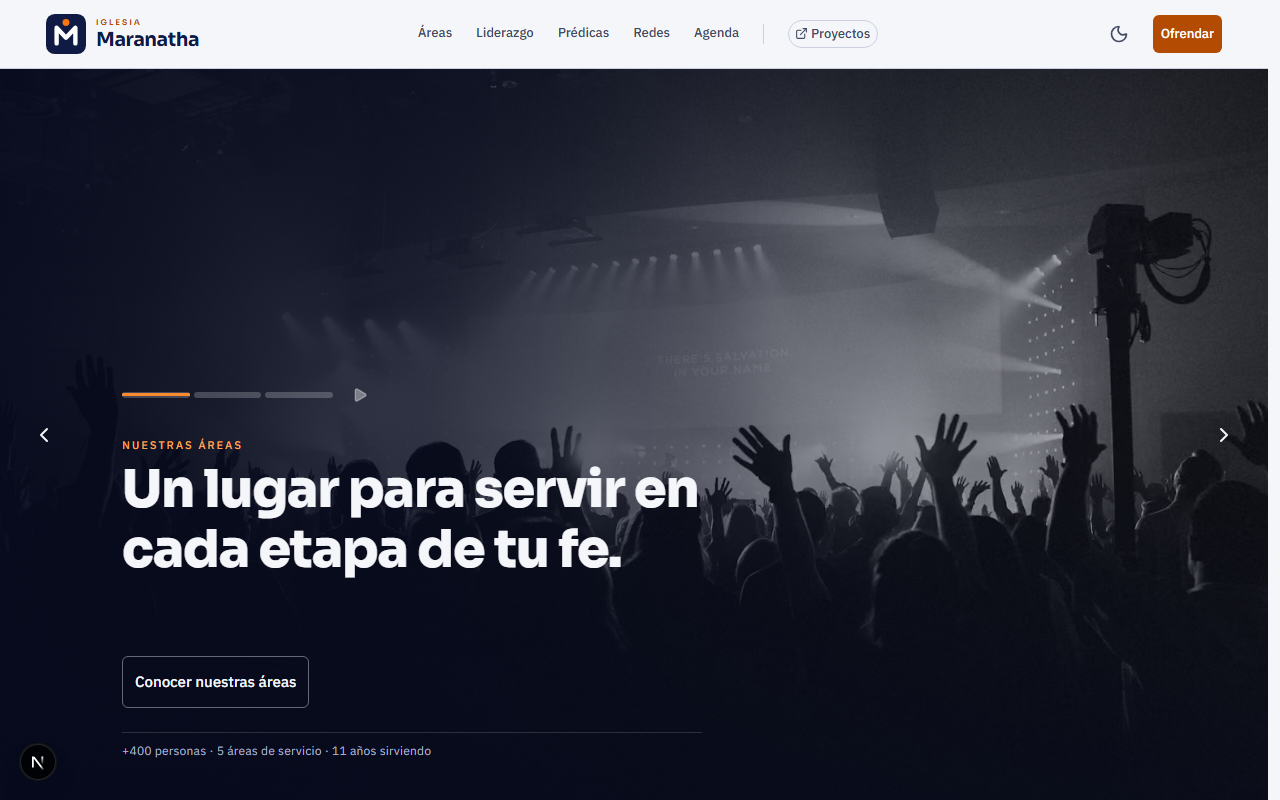 IGLESIA
Maranatha
Áreas
Liderazgo
Prédicas
Redes
Agenda
Proyectos
Ofrendar
THERE'S SALVATION
IN YOUR NAME
NUESTRAS ÁREAS
Un lugar para servir en
cada etapa de tu fe.
Conocer nuestras áreas
+400 personas · 5 áreas de servicio · 11 años sirviendo